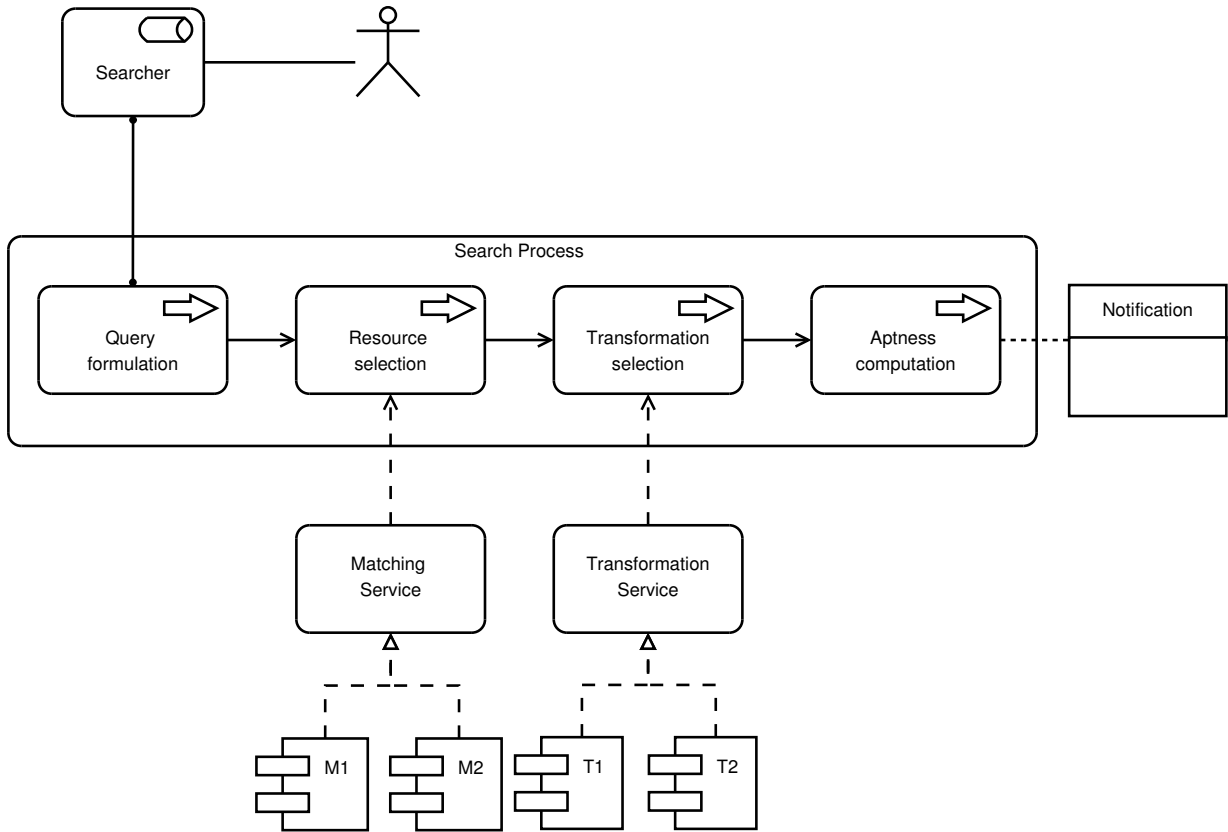 Searcher
Search Process
Query
formulation
Resource
selection
Transformation
selection
Aptness
computation
Notification
Matching
Service
Transformation
Service
M1
M2
T1
T2